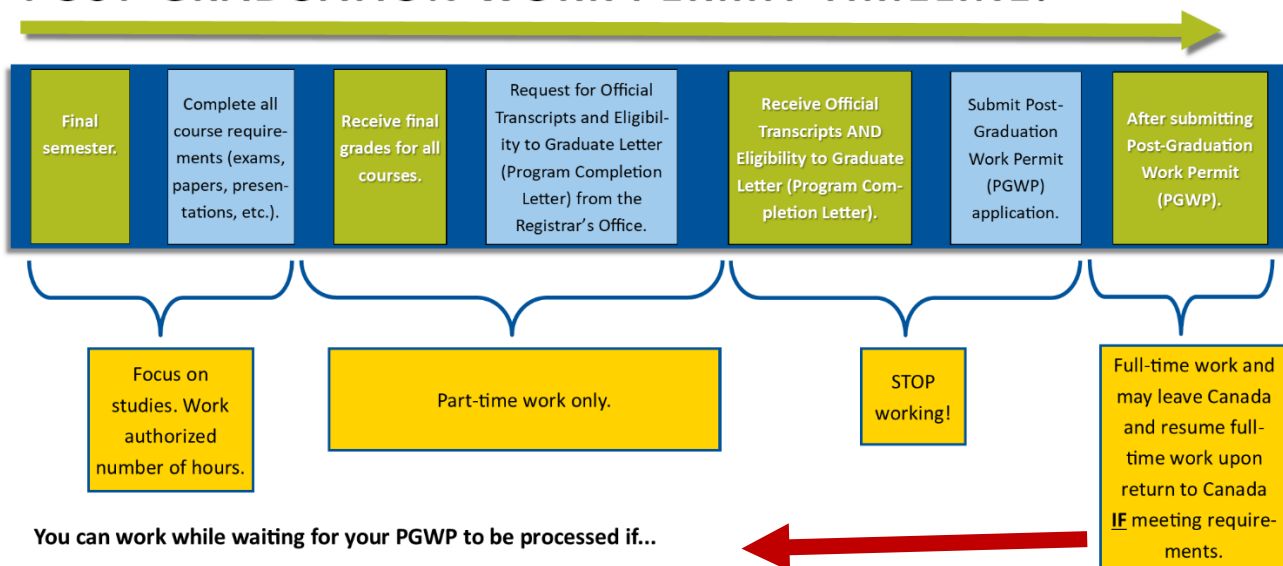 POST-GRADUATION WORK PERMIT TIMELINE:
Final
semester.
Complete all
course require-
ments (exams,
papers, presen-
tations, etc.).
Receive final
grades for all
courses.
Request for Official
Transcripts and Eligibil-
ity to Graduate Letter
(Program Completion
Letter) from the
Registrar’s Office.
Receive Official
Transcripts AND
Eligibility to Graduate
Letter (Program Com-
pletion Letter).
Submit Post-
Graduation
Work Permit
(PGWP)
application.
After submitting
Post-Graduation
Work Permit
(PGWP).
Focus on
studies. Work
authorized
number of hours.
Part-time work only.
STOP
working!
Full-time work and
may leave Canada
and resume full-
time work upon
return to Canada
IF meeting require-
ments.
You can work while waiting for your PGWP to be processed if...